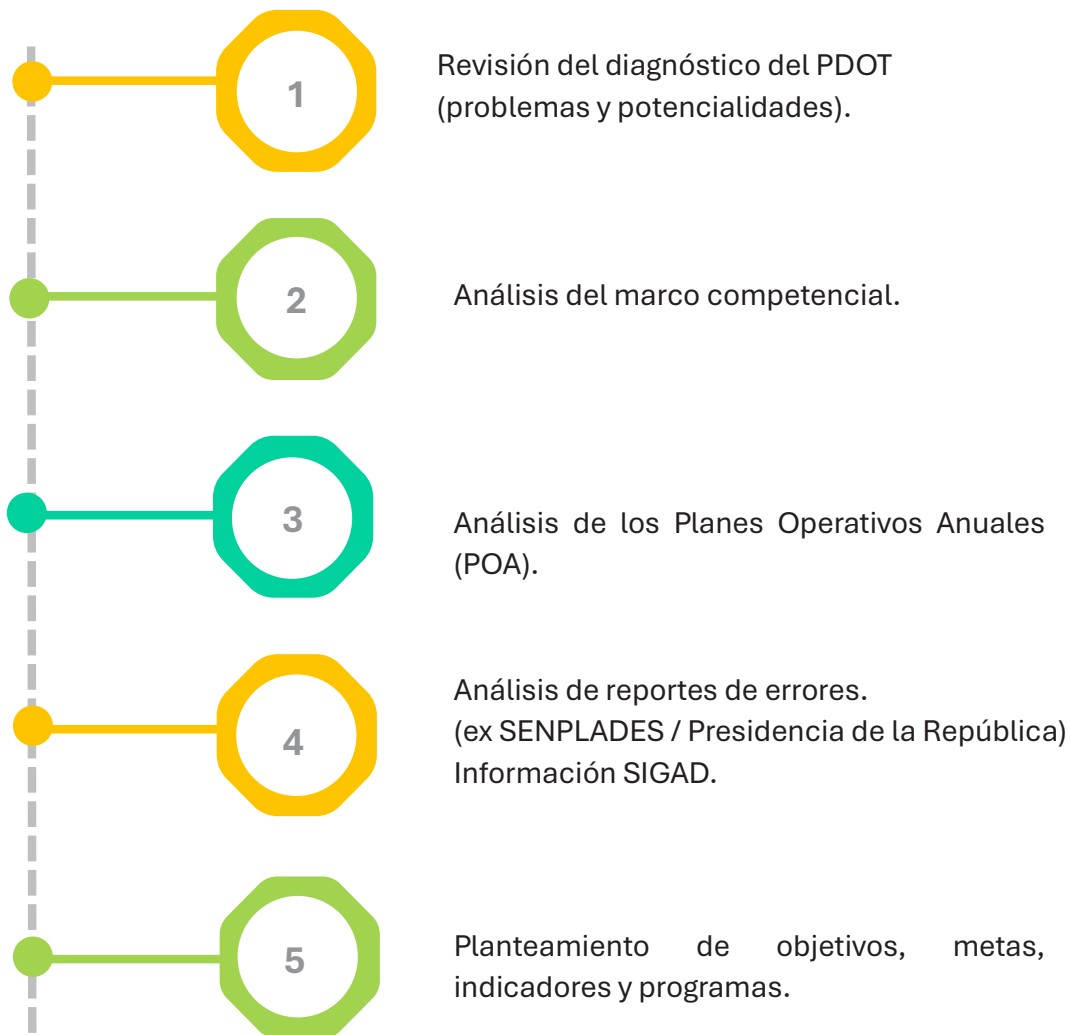 1
Revisión del diagnóstico del PDOT
(problemas y potencialidades).
2
Análisis del marco competencial.
3
Análisis de los Planes Operativos Anuales
(POA).
4
Análisis de reportes de errores.
(ex SENPLADES / Presidencia de la República)
Información SIGAD.
5
Planteamiento de objetivos, metas,
indicadores y programas.